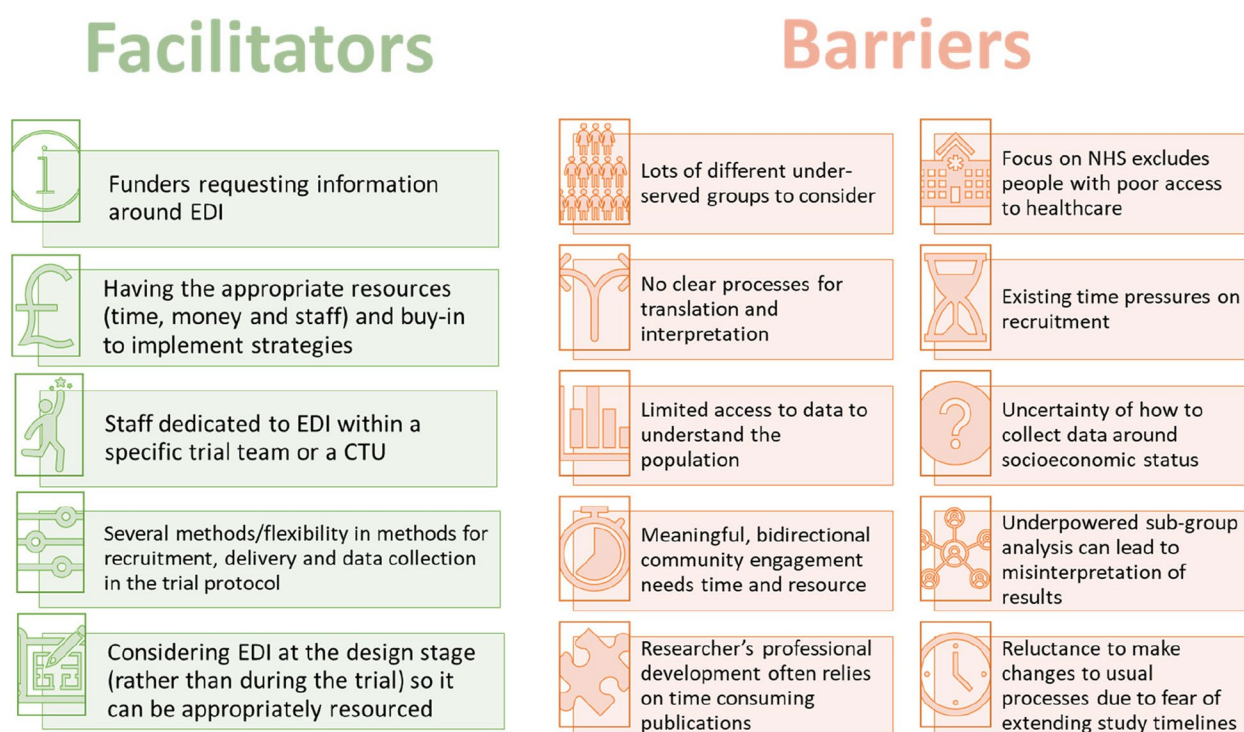 Facilitators
Funders requesting information
around EDI
Having the appropriate resources
(time, money and staff) and buy-in
to implement strategies
Staff dedicated to EDI within a
specific trial team or a CTU
Several methods/flexibility in methods for
recruitment, delivery and data collection
in the trial protocol
Considering EDI at the design stage
(rather than during the trial) so it
can be appropriately resourced
Barriers
Lots of different under-
served groups to consider
No clear processes for
translation and
interpretation
Limited access to data to
understand the
population
Meaningful, bidirectional
community engagement
needs time and resource
Researcher's professional
development often relies
on time consuming
publications
Focus on NHS excludes
people with poor access
to healthcare
Existing time pressures on
recruitment
Uncertainty of how to
collect data around
socioeconomic status
Underpowered sub-group
analysis can lead to
misinterpretation of
results
Reluctance to make
changes to usual
processes due to fear of
extending study timelines